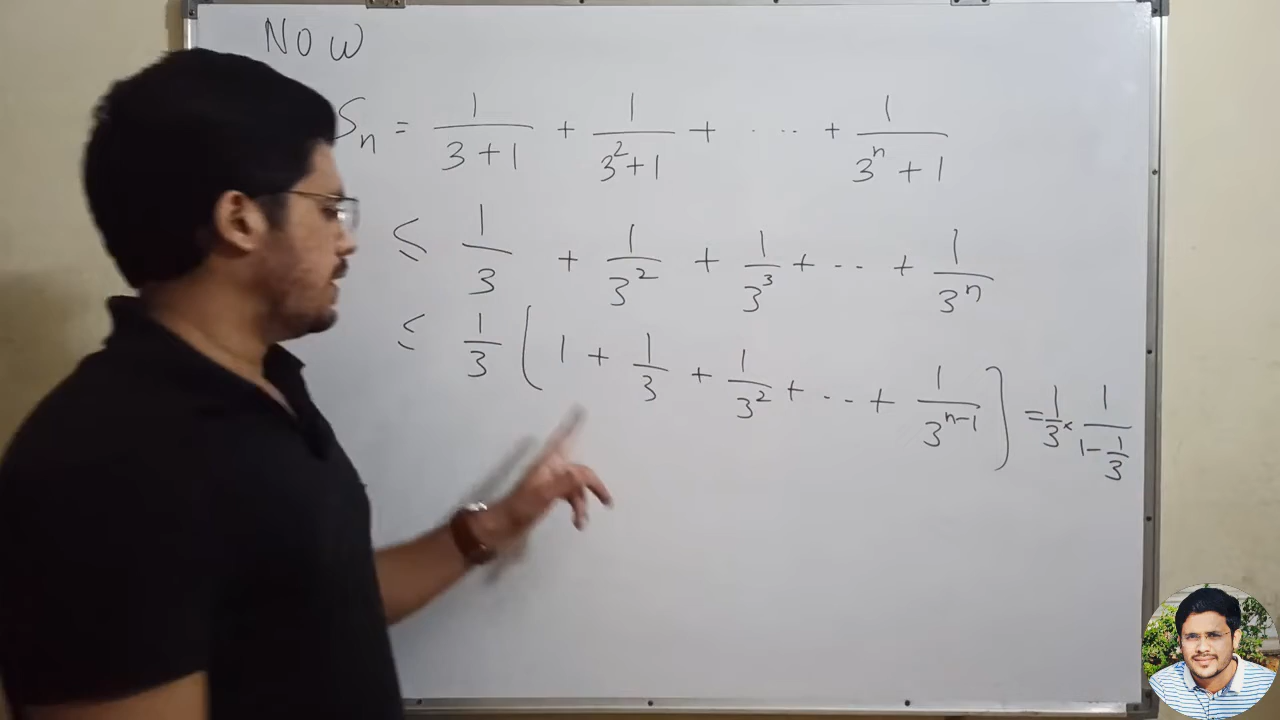 NOW
Sₙ = 1/(3+1) + 1/(3²+1) + ..... + 1/(3ⁿ+1)
≤ 1/3 + 1/3² + 1/3³ + -- + 1/3ⁿ
≤ 1/3 (1 + 1/3 + 1/3² + -- + 1/3ⁿ⁻¹) = 1/3 × 1/(1-1/3)